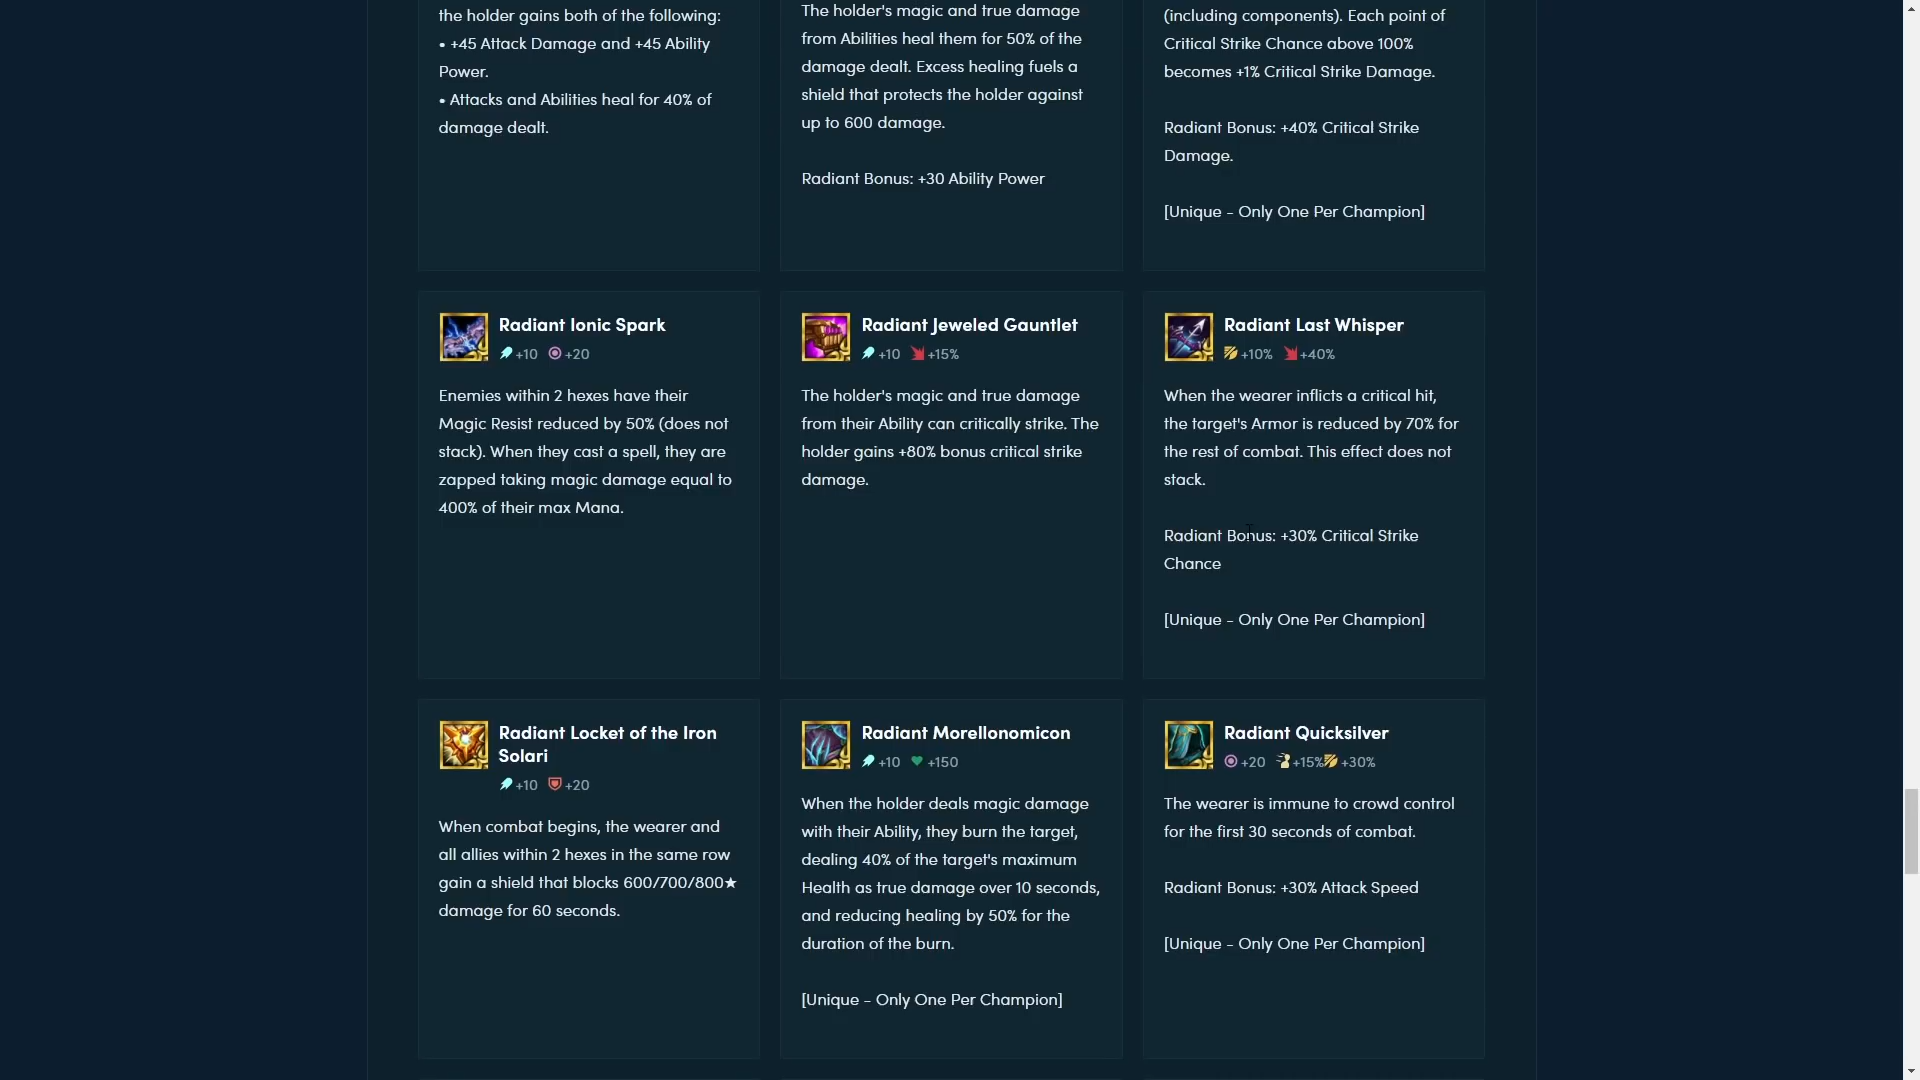 the holder gains both of the following:
• +45 Attack Damage and +45 Ability
Power.
• Attacks and Abilities heal for 40% of
damage dealt.
The holder's magic and true damage
from Abilities heal them for 50% of the
damage dealt. Excess healing fuels a
shield that protects the holder against
up to 600 damage.
Radiant Bonus: +30 Ability Power
(including components). Each point of
Critical Strike Chance above 100%
becomes +1% Critical Strike Damage.
Radiant Bonus: +40% Critical Strike
Damage.
[Unique - Only One Per Champion]
Radiant Ionic Spark
+10 +20
Enemies within 2 hexes have their
Magic Resist reduced by 50% (does not
stack). When they cast a spell, they are
zapped taking magic damage equal to
400% of their max Mana.
Radiant Jeweled Gauntlet
+10 +15%
The holder's magic and true damage
from their Ability can critically strike. The
holder gains +80% bonus critical strike
damage.
Radiant Last Whisper
+10% +40%
When the wearer inflicts a critical hit,
the target's Armor is reduced by 70% for
the rest of combat. This effect does not
stack.
Radiant Bonus: +30% Critical Strike
Chance
[Unique - Only One Per Champion]
Radiant Locket of the Iron
Solari
+10 +20
When combat begins, the wearer and
all allies within 2 hexes in the same row
gain a shield that blocks 600/700/800★
damage for 60 seconds.
Radiant Morellonomicon
+10 +150
When the holder deals magic damage
with their Ability, they burn the target,
dealing 40% of the target's maximum
Health as true damage over 10 seconds,
and reducing healing by 50% for the
duration of the burn.
[Unique - Only One Per Champion]
Radiant Quicksilver
+20 +15% +30%
The wearer is immune to crowd control
for the first 30 seconds of combat.
Radiant Bonus: +30% Attack Speed
[Unique - Only One Per Champion]